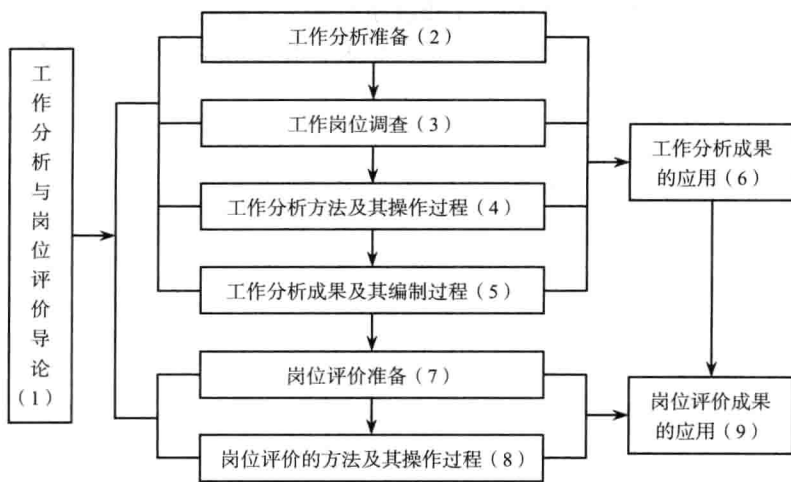 工作分析与岗位评价导论
（1）
工作分析准备（2）
工作岗位调查（3）
工作分析方法及其操作过程（4）
工作分析成果及其编制过程（5）
工作分析成果
的应用（6）
岗位评价准备（7）
岗位评价的方法及其操作过程（8）
岗位评价成果
的应用（9）